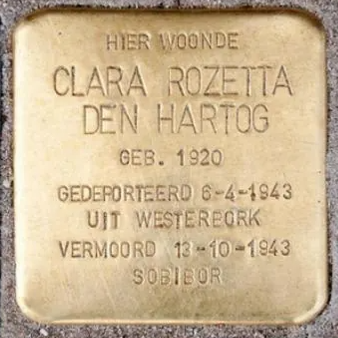 HIER WOONDE
CLARA ROZETTA
DEN HARTOG
GEB. 1920
GEDEPORTEERD 6-4-1943
UIT WESTERBORK
VERMOORD 13-10-1943
SOBIBOR